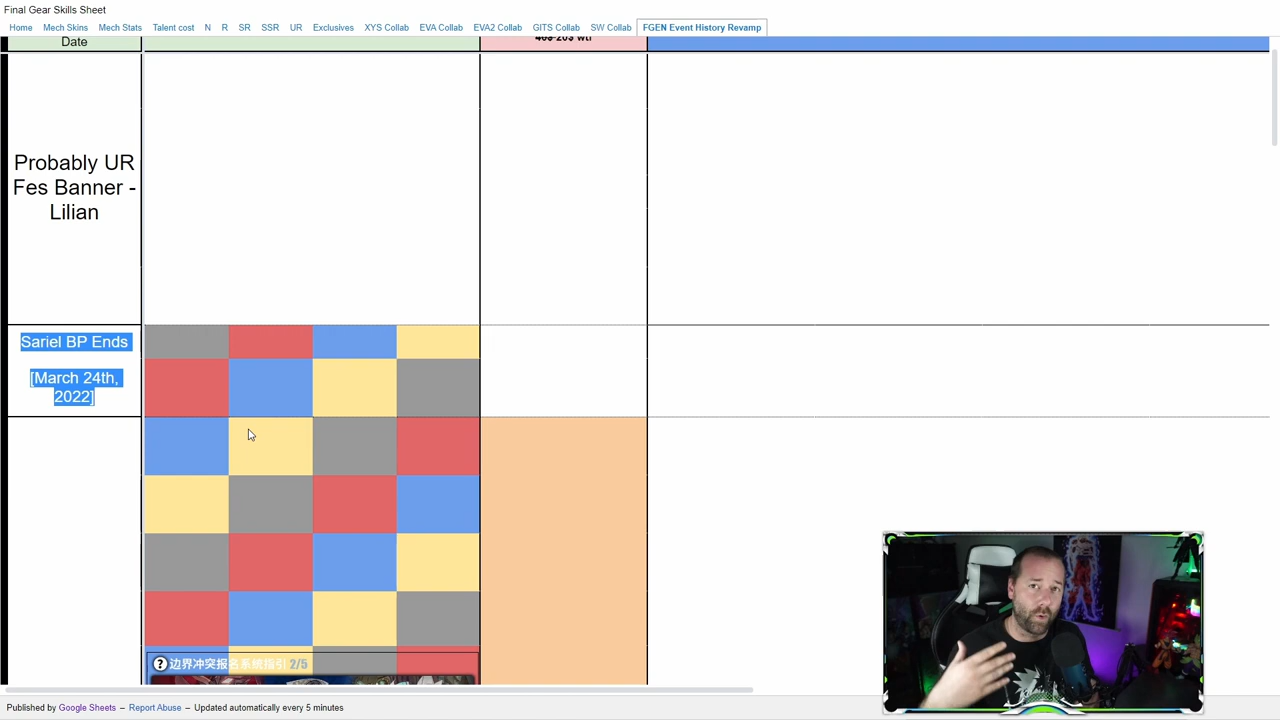 Final Gear Skills Sheet
Home Mech Skins Mech Stats Talent cost N R SR SSR UR Exclusives XYS Collab EVA Collab EVA2 Collab GITS Collab SW Collab FGEN Event History Revamp
Date
Probably UR
Fes Banner -
Lilian
Sariel BP Ends
[March 24th,
2022]
? 边界冲突报名系统指引 2/5
Published by Google Sheets – Report Abuse – Updated automatically every 5 minutes